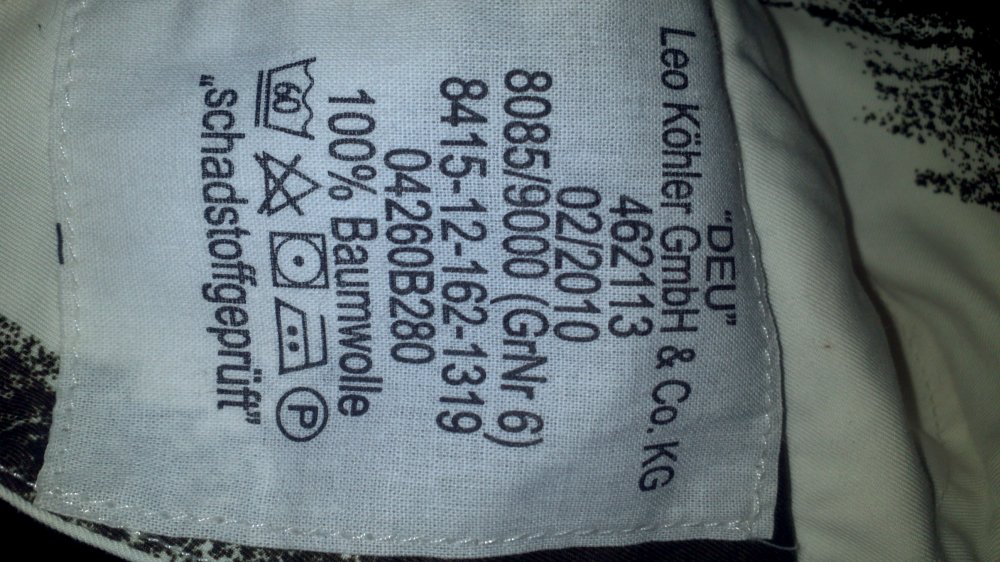 "DEU"
Leo Köhler GmbH & Co. KG
462113
02/2010
8085/9000 (GrNr 6)
8415-12-162-1319
04260B280
100% Baumwolle
60 P
„schadstoffgeprüft"